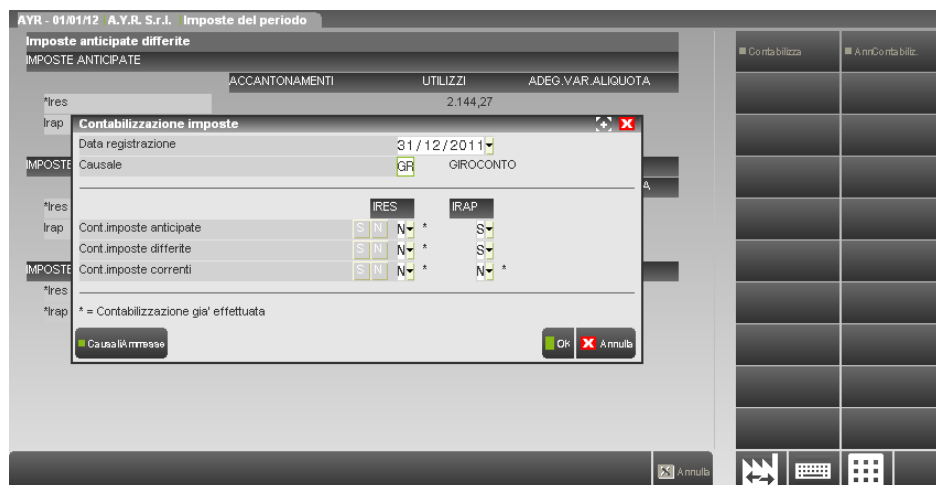 AYR - 01/01/12 A.Y.R. S.r.l. Imposte del periodo
Imposte anticipate differite
IMPOSTE ANTICIPATE
ACCANTONAMENTI UTILIZZI ADEG.VAR.ALIQUOTA
*Ires 2.144,27
Irap
Contabilizzazione imposte
Data registrazione 31/12/2011
Causale GR GIROCONTO
IMPOSTE
A
IRES IRAP
*Ires
Irap
Cont.imposte anticipate S N N * S
Cont.imposte differite S N N * S
IMPOSTE
Cont.imposte correnti S N N * N *
*Ires
*Irap
* = Contabilizzazione gia' effettuata
CausaliAmmesse
OK Annulla
Annulla
Contabilizza AnnContabiliz.